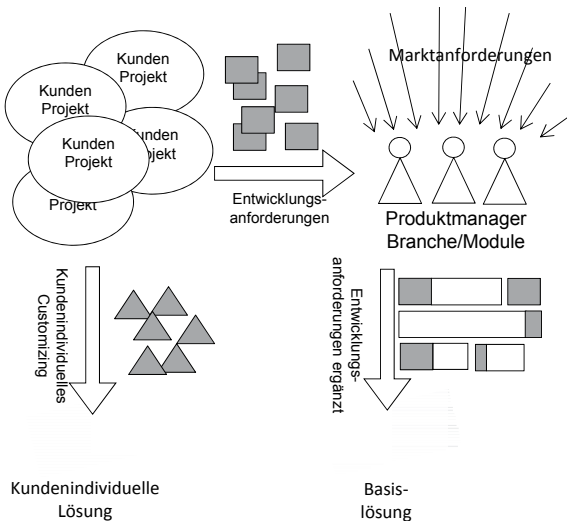 Kunden
Projekt
Kunden
Projekt
Kunden
Projekt
Kunden
Projekt
Projekt
Marktanforderungen
Entwicklungs-
anforderungen
Produktmanager
Branche/Module
Kundenindividuelles
Customizing
Entwicklungs-
anforderungen ergänzt
Kundenindividuelle
Lösung
Basis-
lösung